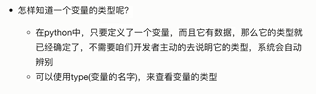 怎样知道一个变量的类型呢?
在python中，只要定义了一个变量，而且它有数据，那么它的类型就
已经确定了，不需要咱们开发者主动的去说明它的类型，系统会自动
辨别
可以使用type(变量的名字)，来查看变量的类型